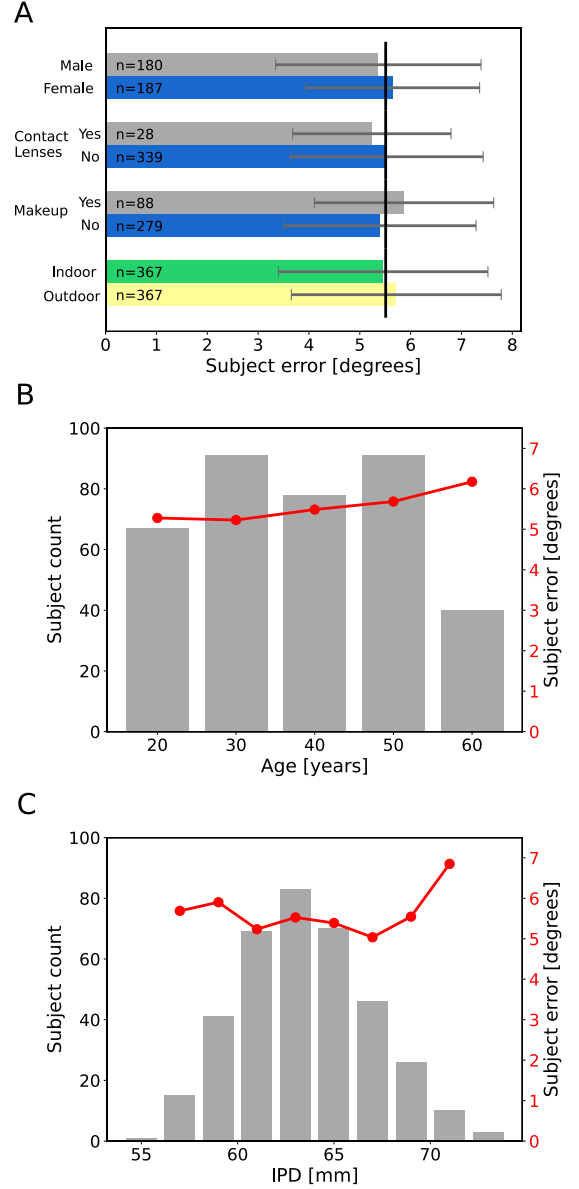 A
Male n=180
Female n=187
Contact Lenses
Yes n=28
No n=339
Makeup
Yes n=88
No n=279
Indoor n=367
Outdoor n=367
0 1 2 3 4 5 6 7 8
Subject error [degrees]
B
100
80
60
40
20
0
Subject count
7
6
5
4
3
2
1
0
Subject error [degrees]
20 30 40 50 60
Age [years]
C
100
80
60
40
20
0
Subject count
7
6
5
4
3
2
1
0
Subject error [degrees]
55 60 65 70
IPD [mm]